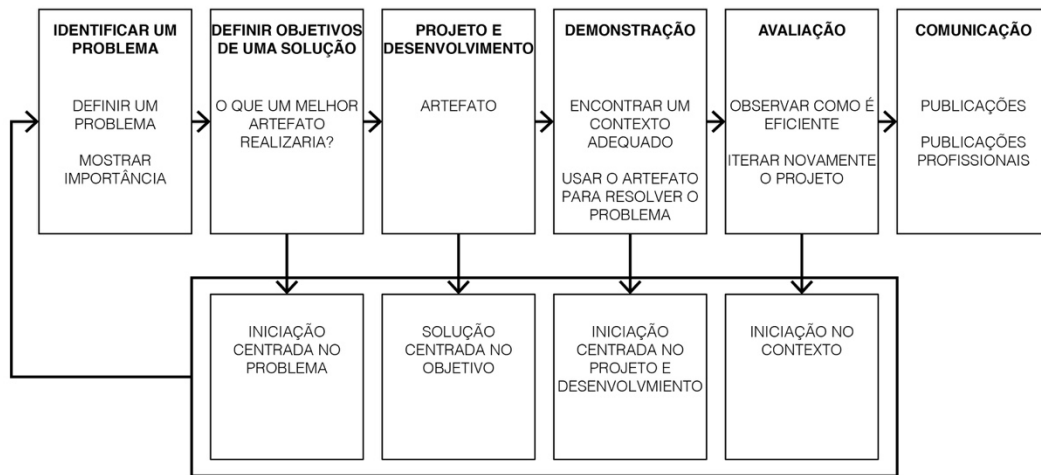 IDENTIFICAR UM
PROBLEMA
DEFINIR UM
PROBLEMA
MOSTRAR
IMPORTÂNCIA
DEFINIR OBJETIVOS
DE UMA SOLUÇÃO
O QUE UM MELHOR
ARTEFATO
REALIZARIA?
PROJETO E
DESENVOLVIMENTO
ARTEFATO
DEMONSTRAÇÃO
ENCONTRAR UM
CONTEXTO
ADEQUADO
USAR O ARTEFATO
PARA RESOLVER O
PROBLEMA
AVALIAÇÃO
OBSERVAR COMO É
EFICIENTE
ITERAR NOVAMENTE
O PROJETO
COMUNICAÇÃO
PUBLICAÇÕES
PUBLICAÇÕES
PROFISSIONAIS
INICIAÇÃO
CENTRADA NO
PROBLEMA
SOLUÇÃO
CENTRADA NO
OBJETIVO
INICIAÇÃO
CENTRADA NO
PROJETO E
DESENVOLVMIENTO
INICIAÇÃO NO
CONTEXTO